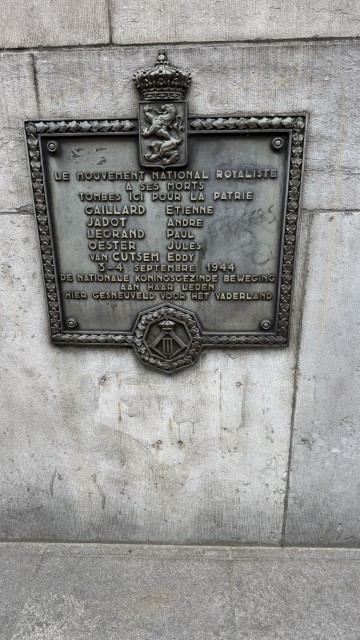 LE MOUVEMENT NATIONAL ROYALISTE
A SES MORTS
TOMBES ICI POUR LA PATRIE
GAILLARD ETIENNE
JADOT ANDRE
LEGRAND PAUL
OESTER JULES
VAN CUTSEM EDDY
3-4 SEPTEMBRE 1944
DE NATIONALE KONINGSGEZINDE BEWEGING
AAN HAAR LEDEN
HIER GESNEUVELD VOOR HET VADERLAND